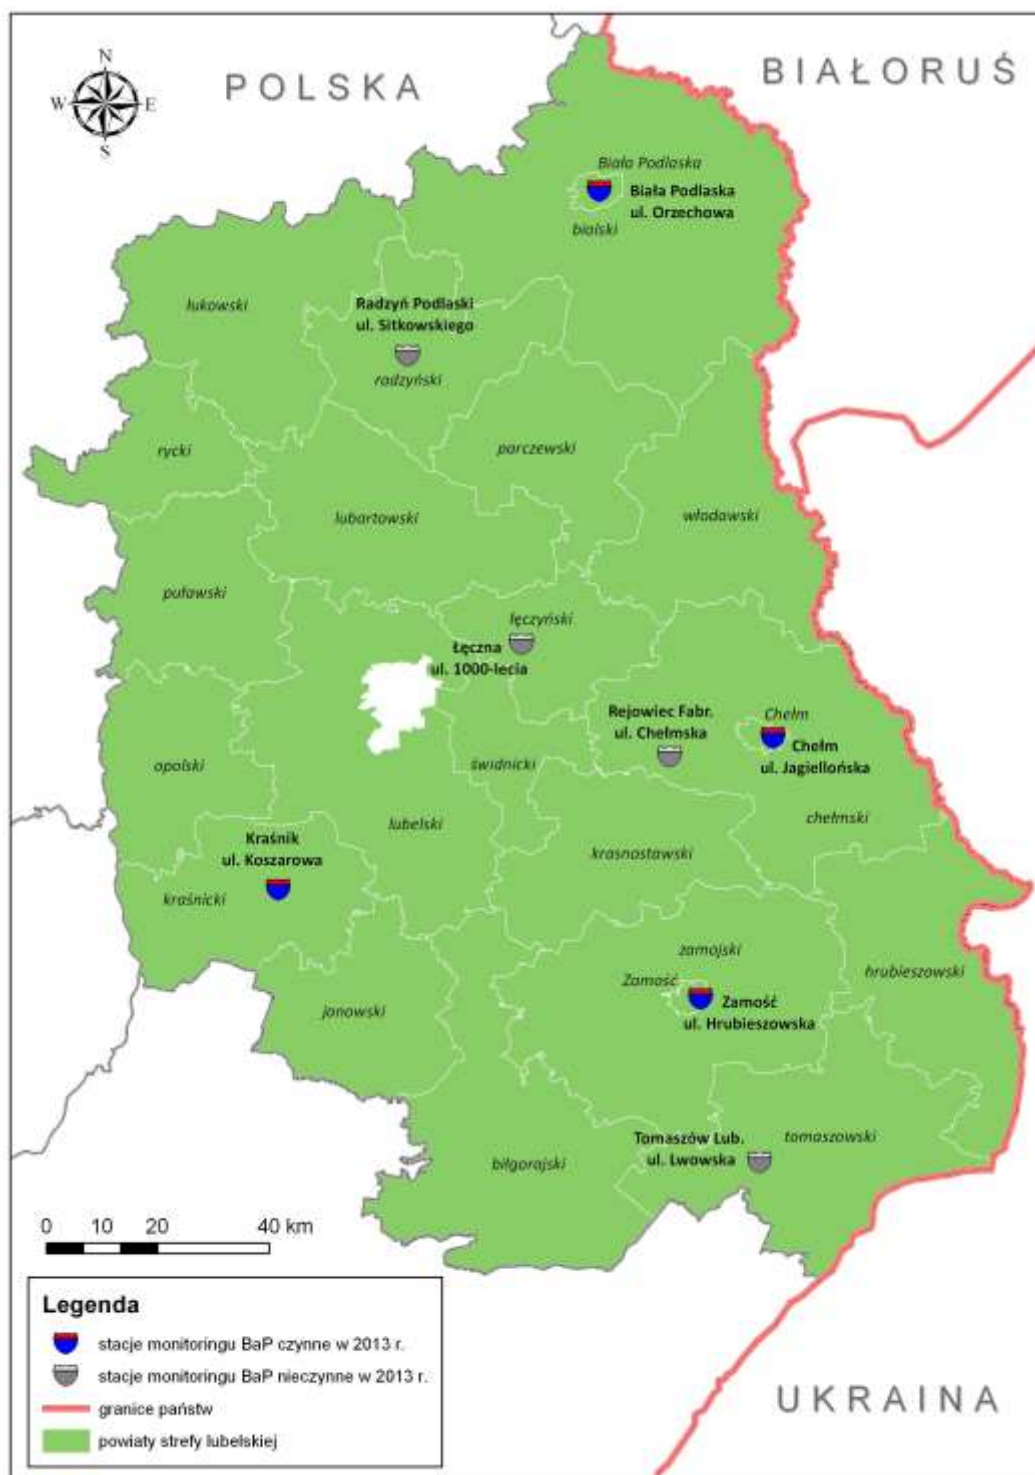 N
W E
S
POLSKA
BIAŁORUŚ
Biała Podlaska
Biała Podlaska
ul. Orzechowa
bialski
łukowski
Radzyń Podlaski
ul. Sitkowskiego
radzyński
rycki
parczewski
lubartowski
włodawski
puławski
łęczyński
Łęczna
ul. 1000-lecia
Rejowiec Fabr.
ul. Chełmska
Chełm
Chełm
ul. Jagiellońska
opolski
świdnicki
lubelski
chełmski
Kraśnik
ul. Koszarowa
krasnostawski
kraśnicki
zamojski
hrubieszowski
Zamość
Zamość
ul. Hrubieszowska
janowski
Tomaszów Lub.
ul. Lwowska
tomaszowski
biłgorajski
0 10 20 40 km
Legenda
stacje monitoringu BaP czynne w 2013 r.
stacje monitoringu BaP nieczynne w 2013 r.
granice państw
powiaty strefy lubelskiej
UKRAINA